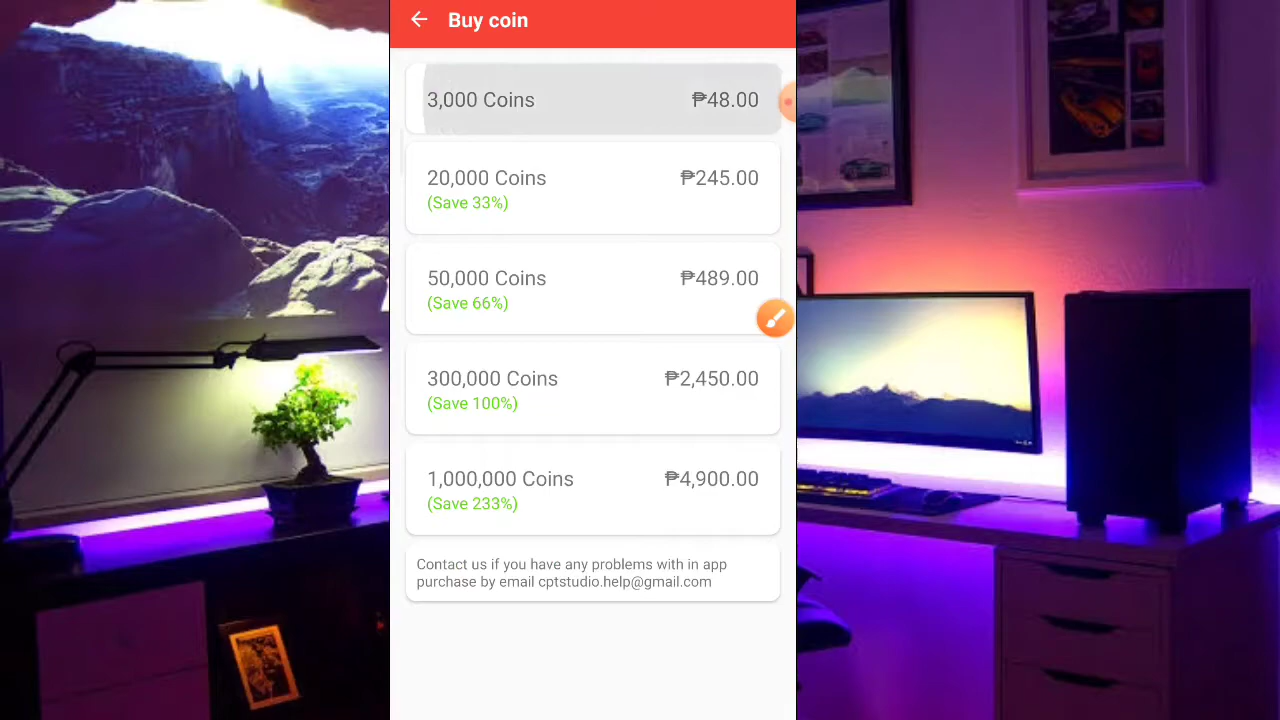 Buy coin
3,000 Coins ₱48.00
20,000 Coins ₱245.00
(Save 33%)
50,000 Coins ₱489.00
(Save 66%)
300,000 Coins ₱2,450.00
(Save 100%)
1,000,000 Coins ₱4,900.00
(Save 233%)
Contact us if you have any problems with in app
purchase by email cptstudio.help@gmail.com